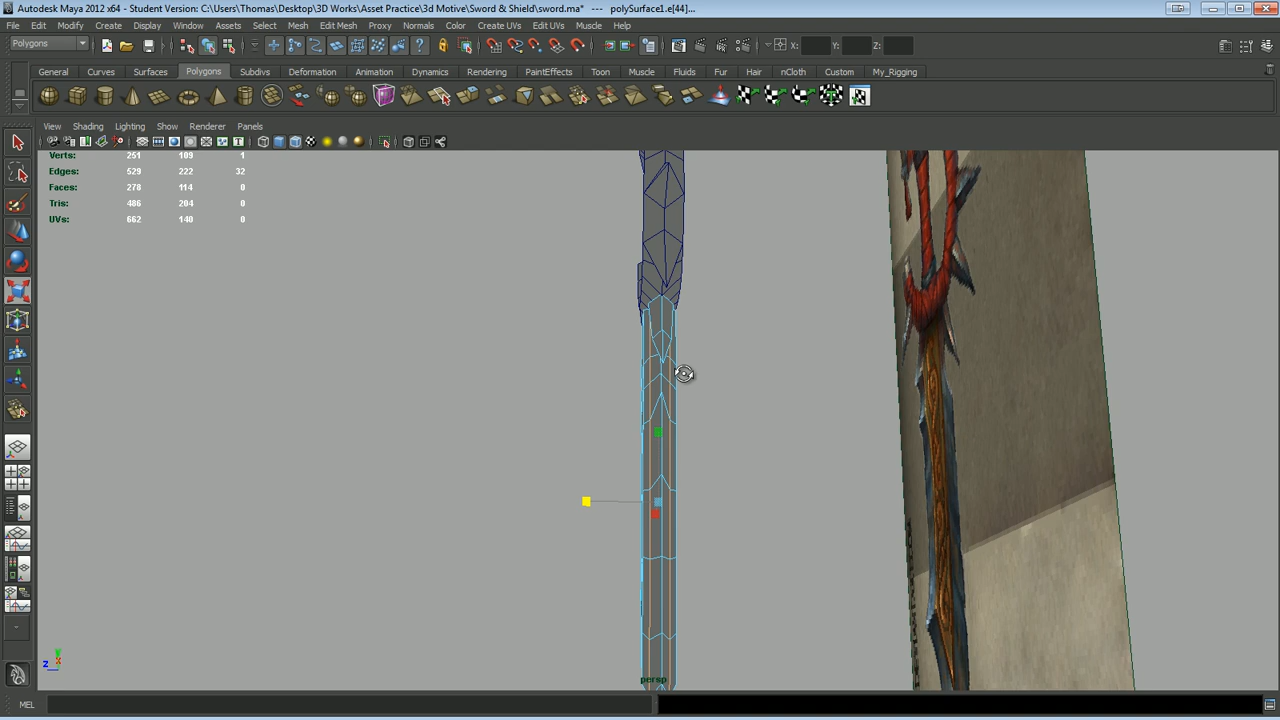 Autodesk Maya 2012 x64 - Student Version: C:\Users\Thomas\Desktop\3D Works\Asset Practice\3d Motive\Sword & Shield\sword.ma* --- polySurface1.e[44]...
File Edit Modify Create Display Window Assets Select Mesh Edit Mesh Proxy Normals Color Create UVs Edit UVs Muscle Help
Polygons X: Y: Z:
General Curves Surfaces Polygons Subdivs Deformation Animation Dynamics Rendering PaintEffects Toon Muscle Fluids Fur Hair nCloth Custom My_Rigging
View Shading Lighting Show Renderer Panels
Verts: 251 109 1
Edges: 529 222 32
Faces: 278 114 0
Tris: 486 204 0
UVs: 662 140 0
y
z x
persp
MEL